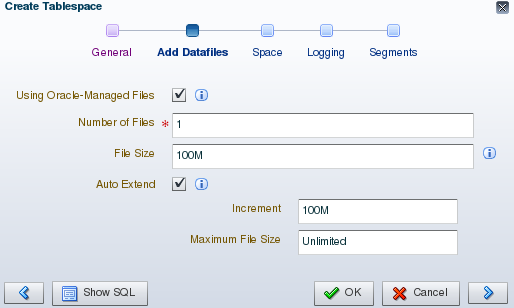 Create Tablespace
General Add Datafiles Space Logging Segments
Using Oracle-Managed Files
Number of Files * 1
File Size 100M
Auto Extend
Increment 100M
Maximum File Size Unlimited
Show SQL OK Cancel